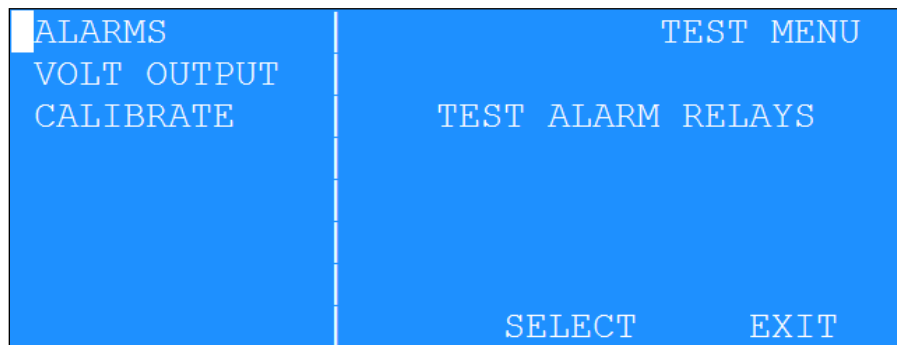 ALARMS TEST MENU
VOLT OUTPUT
CALIBRATE TEST ALARM RELAYS
SELECT EXIT